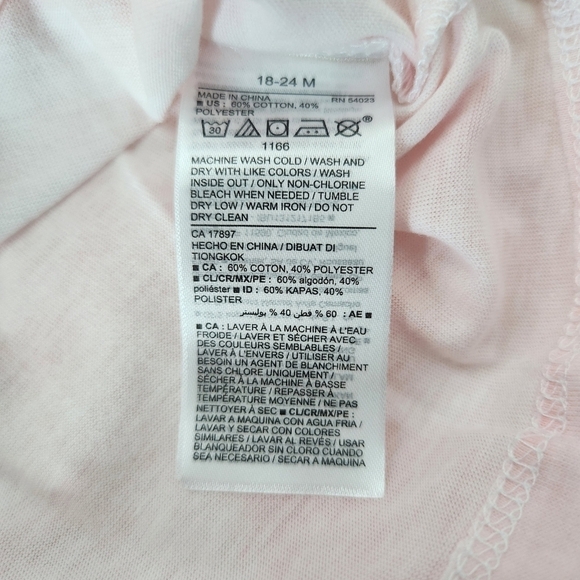 18-24 M
MADE IN CHINA RN 54023
■ US : 60% COTTON, 40%
POLYESTER
30 ®
1166
MACHINE WASH COLD / WASH AND
DRY WITH LIKE COLORS / WASH
INSIDE OUT / ONLY NON-CHLORINE
BLEACH WHEN NEEDED / TUMBLE
DRY LOW / WARM IRON / DO NOT
DRY CLEAN
CA 17897
HECHO EN CHINA / DIBUAT DI
TIONGKOK
■ CA : 60% COTON, 40% POLYESTER
■ CL/CR/MX/PE : 60% algodón, 40%
poliéster ■ ID : 60% KAPAS, 40%
POLISTER
■ AE : 60 % قطن 40 % بوليستر
■ CA : LAVER À LA MACHINE À L'EAU
FROIDE / LAVER ET SÉCHER AVEC
DES COULEURS SEMBLABLES /
LAVER À L'ENVERS / UTILISER AU
BESOIN UN AGENT DE BLANCHIMENT
SANS CHLORE UNIQUEMENT /
SÉCHER À LA MACHINE À BASSE
TEMPÉRATURE / REPASSER À
TEMPÉRATURE MOYENNE / NE PAS
NETTOYER À SEC ■ CL/CR/MX/PE :
LAVAR A MAQUINA CON AGUA FRIA /
LAVAR Y SECAR CON COLORES
SIMILARES / LAVAR AL REVÉS / USAR
BLANQUEADOR SIN CLORO CUANDO
SEA NECESARIO / SECAR A MAQUINA